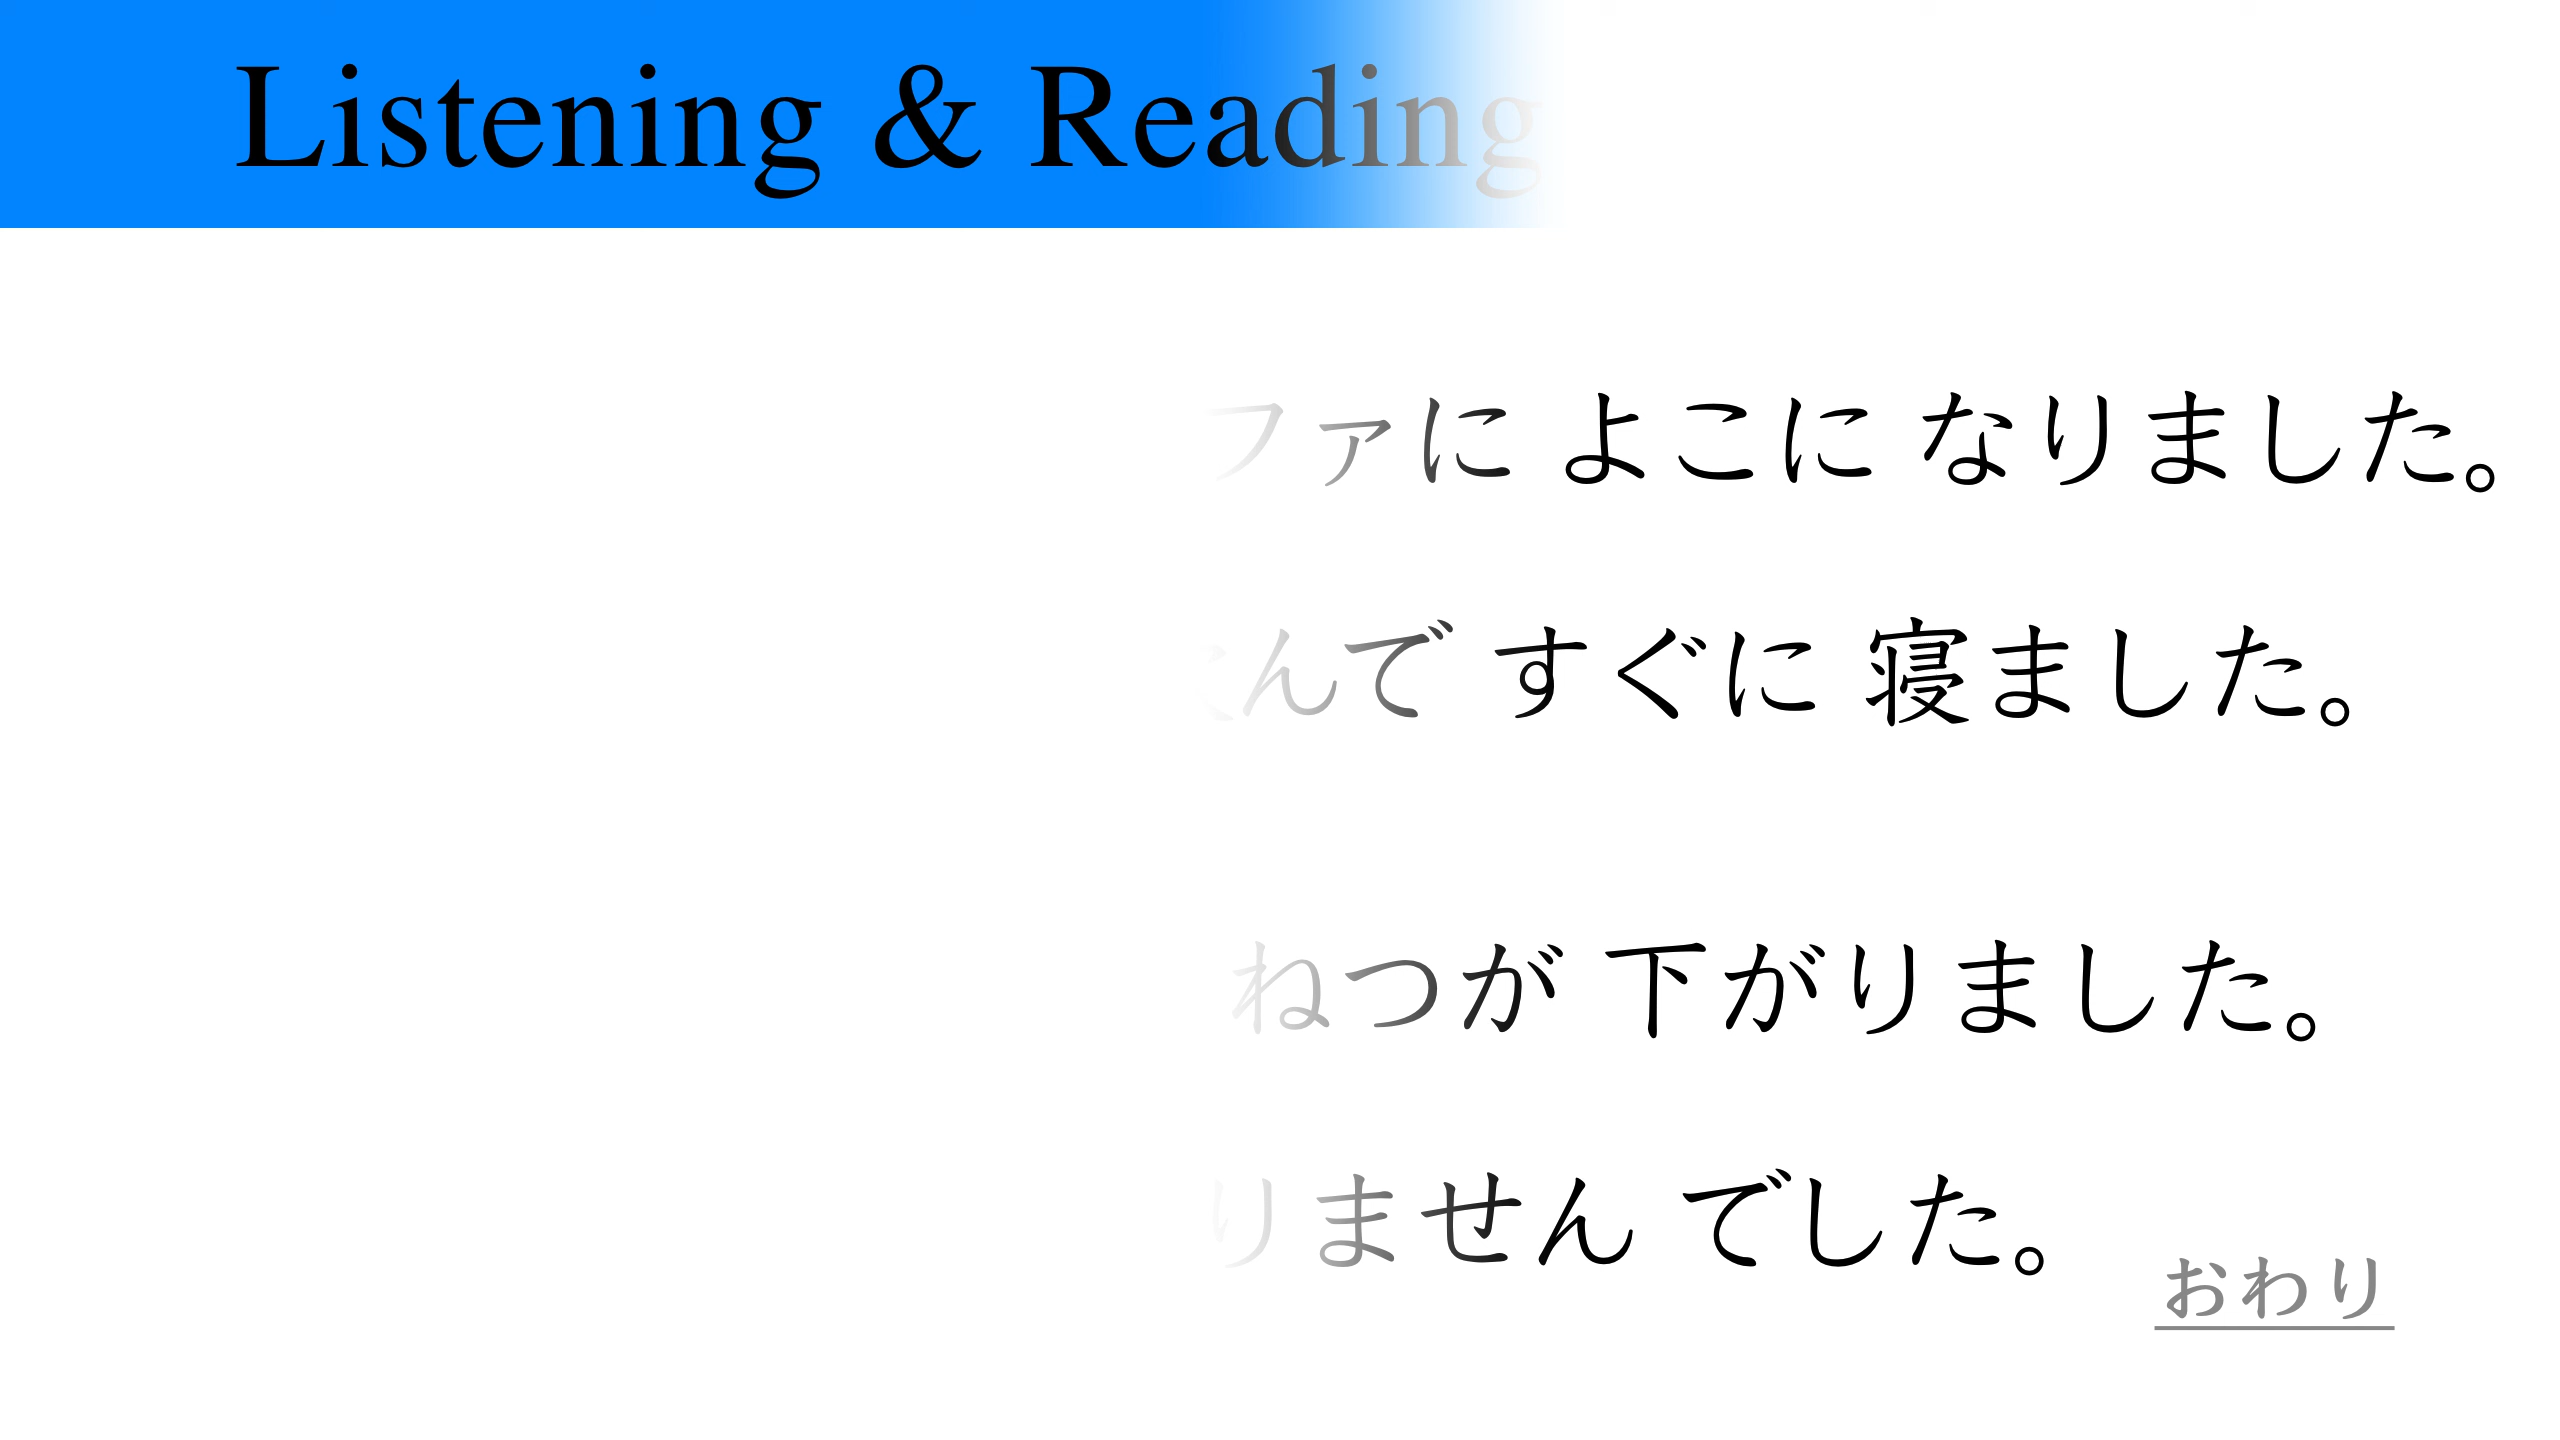 Listening & Reading
ファに よこに なりました。
んで すぐに 寝ました。
ねつが 下がりました。
りません でした。
おわり